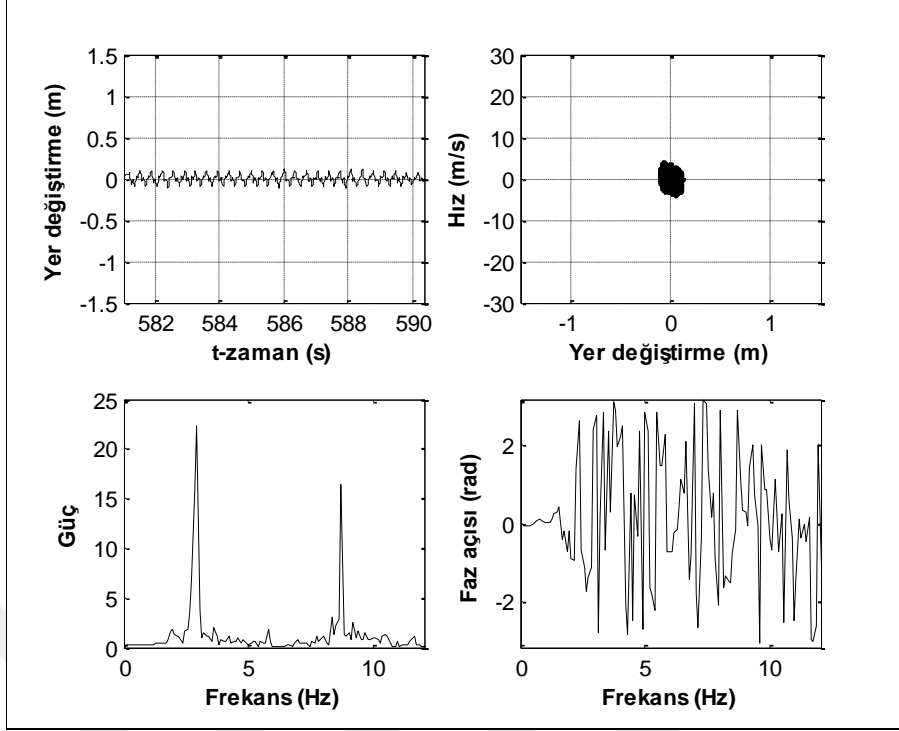 1.5
1
0.5
0
-0.5
-1
-1.5
582 584 586 588 590
t-zaman (s)
Yer değiştirme (m)
30
20
10
0
-10
-20
-30
-1 0 1
Yer değiştirme (m)
Hız (m/s)
25
20
15
10
5
0
0 5 10
Frekans (Hz)
Güç
2
0
-2
0 5 10
Frekans (Hz)
Faz açısı (rad)